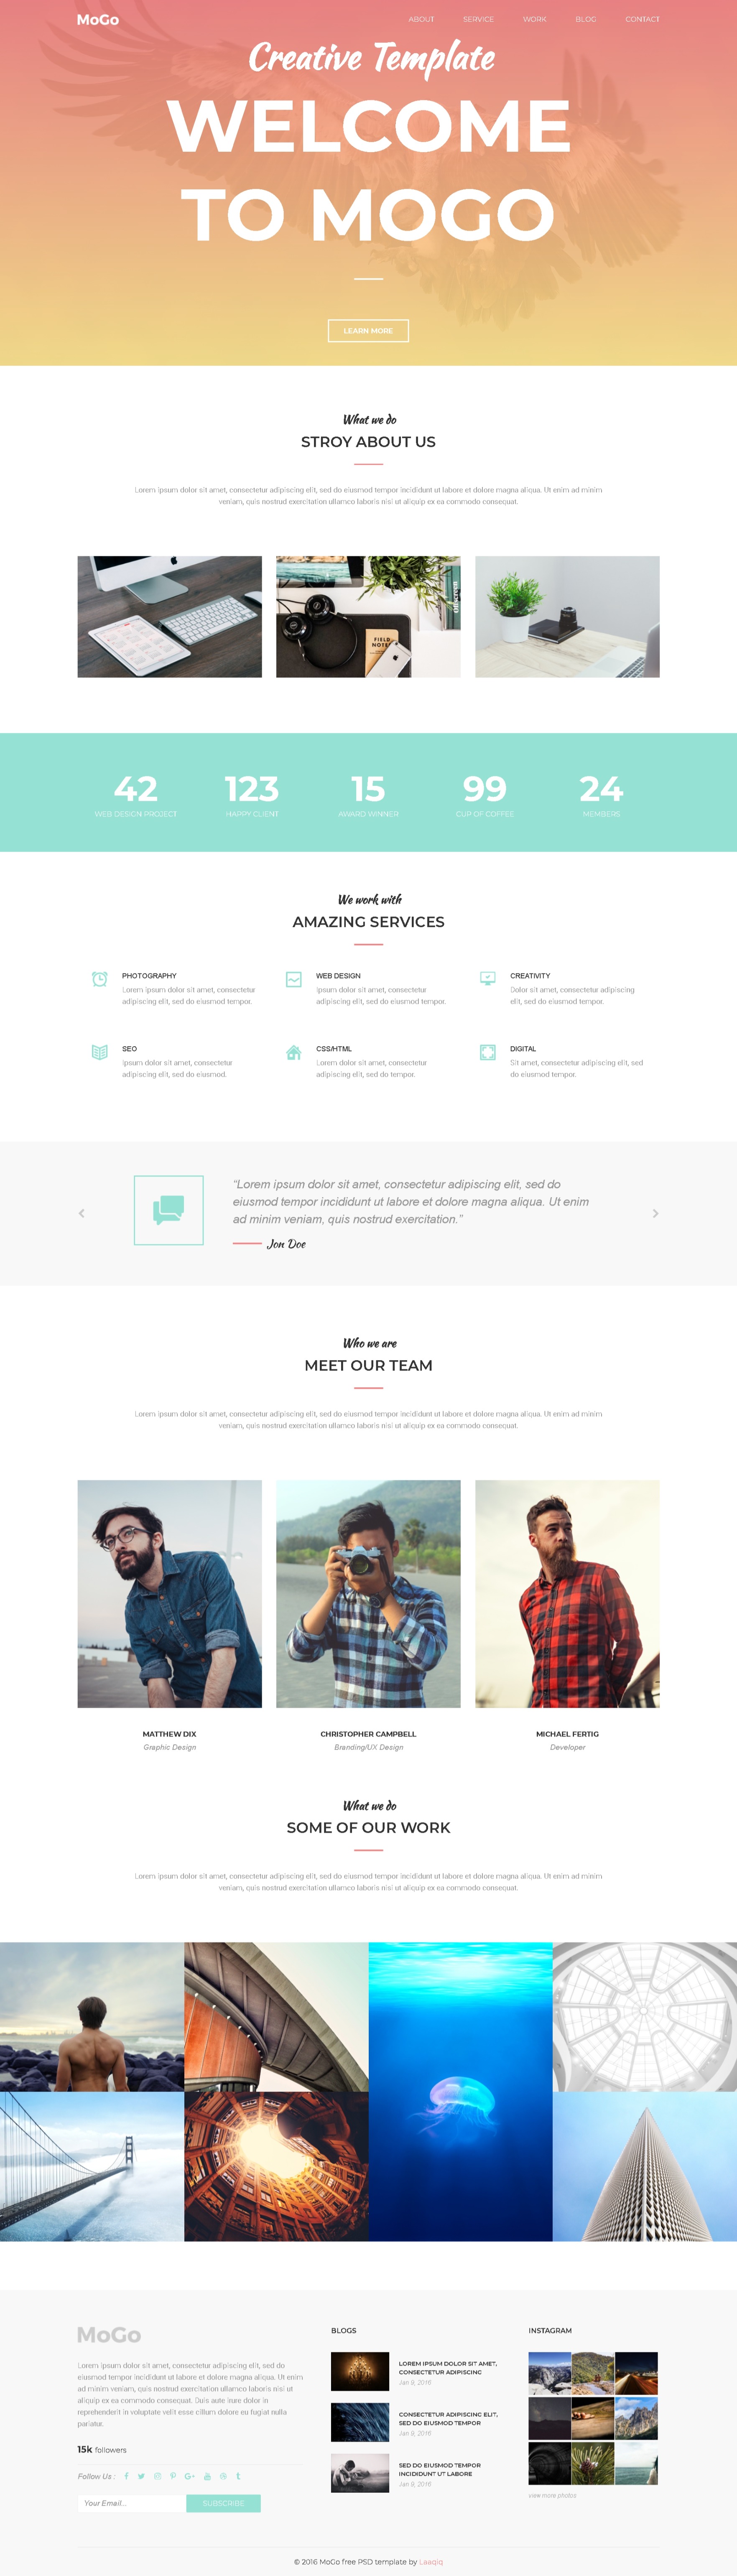 MoGo
ABOUT SERVICE WORK BLOG CONTACT
Creative Template
WELCOME
TO MOGO
LEARN MORE
What we do
STROY ABOUT US
Lorem ipsum dolor sit amet, consectetur adipiscing elit, sed do eiusmod tempor incididunt ut labore et dolore magna aliqua. Ut enim ad minim
veniam, quis nostrud exercitation ullamco laboris nisi ut aliquip ex ea commodo consequat.
FIELD
NOTES
42
WEB DESIGN PROJECT
123
HAPPY CLIENT
15
AWARD WINNER
99
CUP OF COFFEE
24
MEMBERS
We work with
AMAZING SERVICES
PHOTOGRAPHY
Lorem ipsum dolor sit amet, consectetur
adipiscing elit, sed do eiusmod tempor.
WEB DESIGN
Ipsum dolor sit amet, consectetur
adipiscing elit, sed do eiusmod tempor.
CREATIVITY
Dolor sit amet, consectetur adipiscing
elit, sed do eiusmod tempor.
SEO
Ipsum dolor sit amet, consectetur
adipiscing elit, sed do eiusmod.
CSS/HTML
Lorem dolor sit amet, consectetur
adipiscing elit, sed do tempor.
DIGITAL
Sit amet, consectetur adipiscing elit, sed
do eiusmod tempor.
“Lorem ipsum dolor sit amet, consectetur adipiscing elit, sed do
eiusmod tempor incididunt ut labore et dolore magna aliqua. Ut enim
ad minim veniam, quis nostrud exercitation.”
Jon Doe
Who we are
MEET OUR TEAM
Lorem ipsum dolor sit amet, consectetur adipiscing elit, sed do eiusmod tempor incididunt ut labore et dolore magna aliqua. Ut enim ad minim
veniam, quis nostrud exercitation ullamco laboris nisi ut aliquip ex ea commodo consequat.
MATTHEW DIX
Graphic Design
CHRISTOPHER CAMPBELL
Branding/UX Design
MICHAEL FERTIG
Developer
What we do
SOME OF OUR WORK
Lorem ipsum dolor sit amet, consectetur adipiscing elit, sed do eiusmod tempor incididunt ut labore et dolore magna aliqua. Ut enim ad minim
veniam, quis nostrud exercitation ullamco laboris nisi ut aliquip ex ea commodo consequat.
MoGo
Lorem ipsum dolor sit amet, consectetur adipiscing elit, sed do
eiusmod tempor incididunt ut labore et dolore magna aliqua. Ut enim
ad minim veniam, quis nostrud exercitation ullamco laboris nisi ut
aliquip ex ea commodo consequat. Duis aute irure dolor in
reprehenderit in voluptate velit esse cillum dolore eu fugiat nulla
pariatur.
15k followers
Follow Us :
Your Email...
SUBSCRIBE
BLOGS
LOREM IPSUM DOLOR SIT AMET,
CONSECTETUR ADIPISCING
Jan 9, 2016
CONSECTETUR ADIPISCING ELIT,
SED DO EIUSMOD TEMPOR
Jan 9, 2016
SED DO EIUSMOD TEMPOR
INCIDIDUNT UT LABORE
Jan 9, 2016
INSTAGRAM
view more photos
© 2016 MoGo free PSD template by Laaqiq